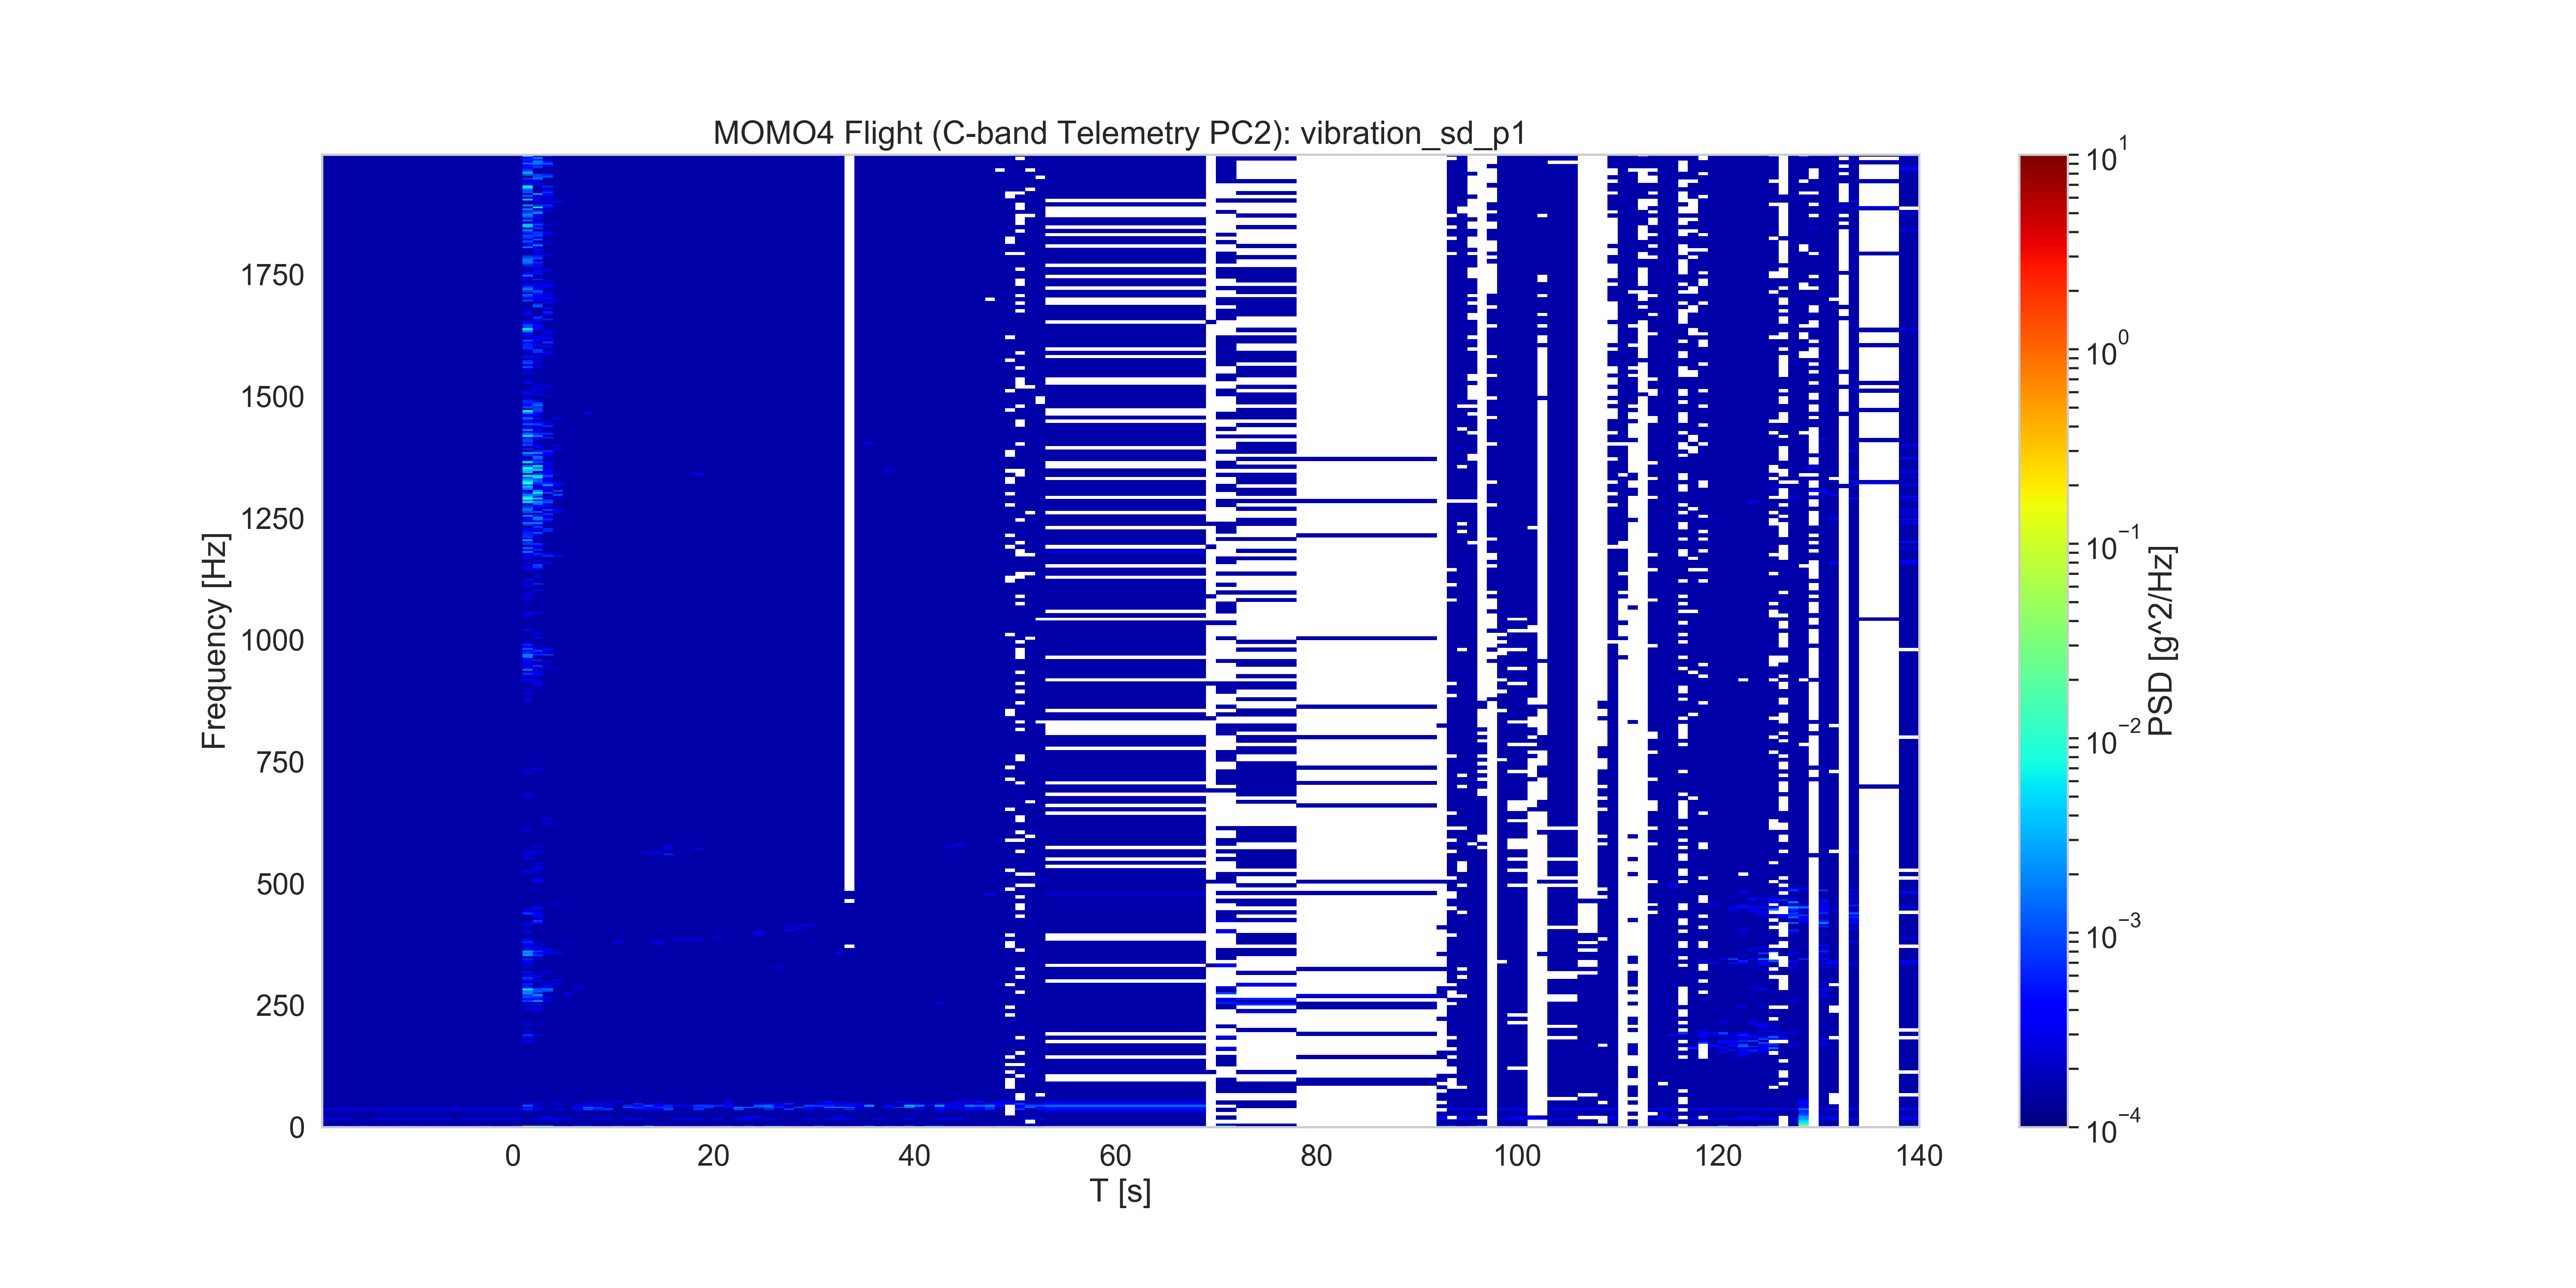 MOMO4 Flight (C-band Telemetry PC2): vibration_sd_p1
Frequency [Hz]
1750
1500
1250
1000
750
500
250
0
0 20 40 60 80 100 120 140
T [s]
10^1
10^0
10^−1
10^−2
10^−3
10^−4
PSD [g^2/Hz]